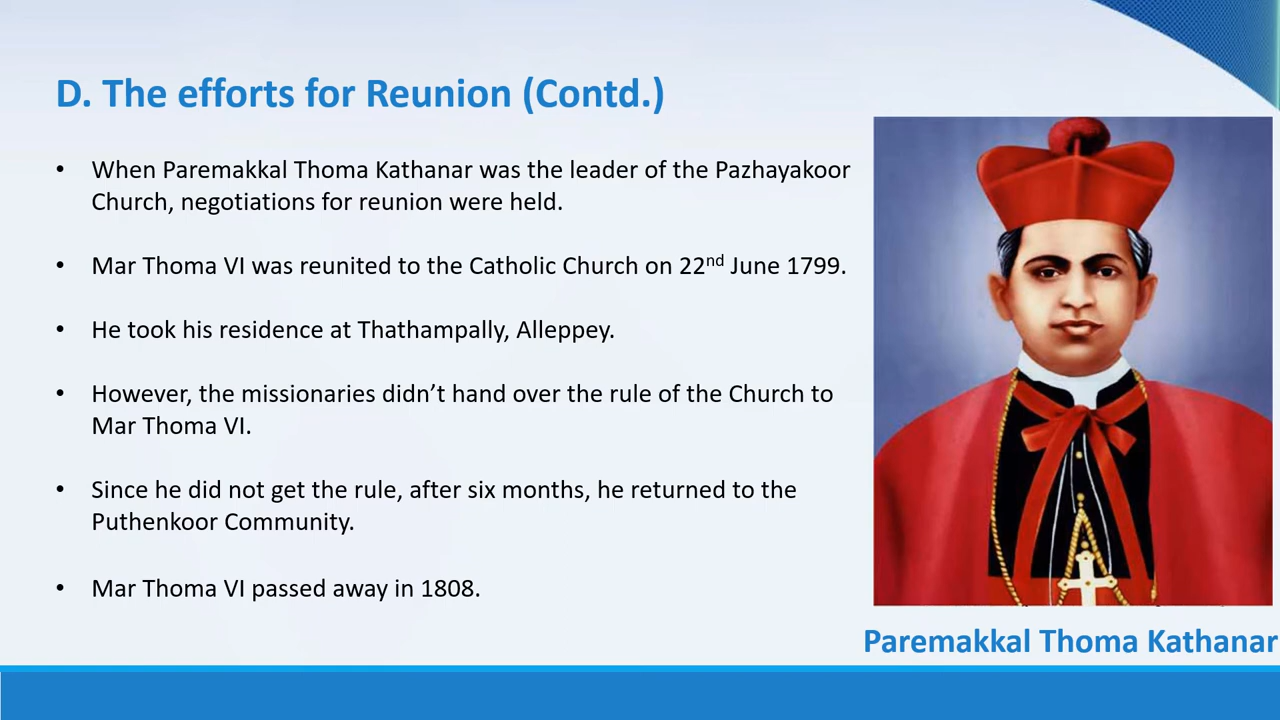 D. The efforts for Reunion (Contd.)
• When Paremakkal Thoma Kathanar was the leader of the Pazhayakoor
Church, negotiations for reunion were held.
• Mar Thoma VI was reunited to the Catholic Church on 22nd June 1799.
• He took his residence at Thathampally, Alleppey.
• However, the missionaries didn’t hand over the rule of the Church to
Mar Thoma VI.
• Since he did not get the rule, after six months, he returned to the
Puthenkoor Community.
• Mar Thoma VI passed away in 1808.
Paremakkal Thoma Kathanar